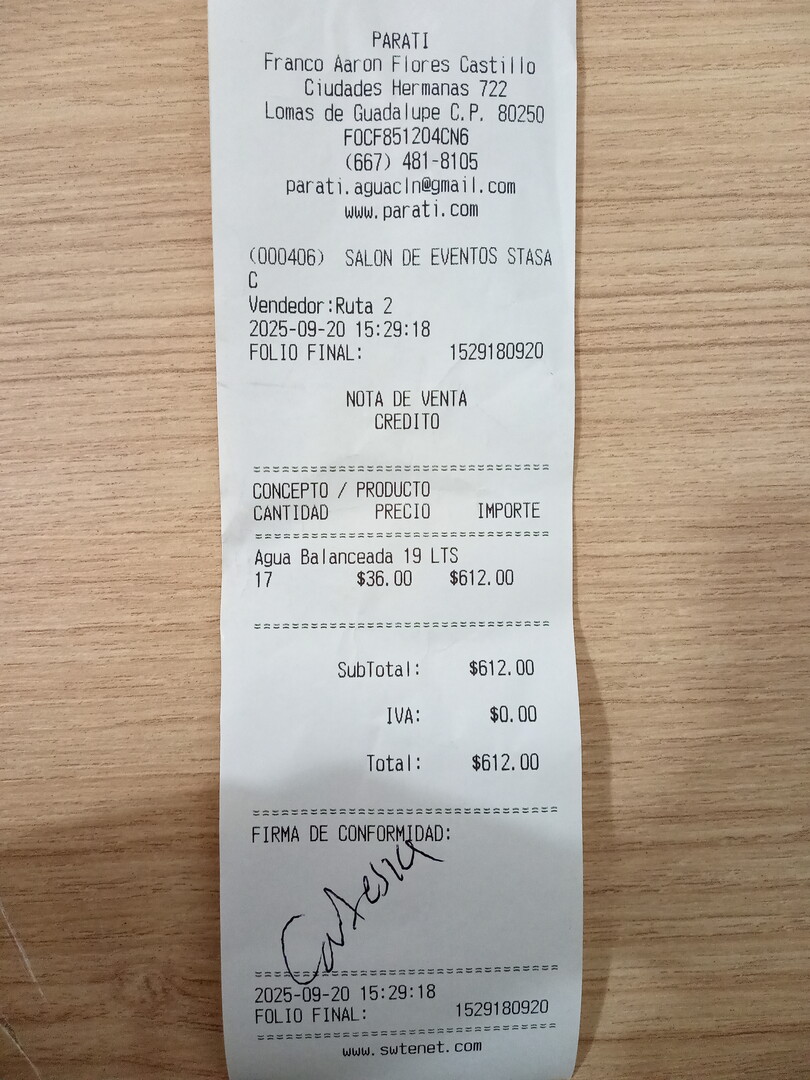 PARATI
Franco Aaron Flores Castillo
Ciudades Hermanas 722
Lomas de Guadalupe C.P. 80250
FOCF851204CN6
(667) 481-8105
parati.aguacln@gmail.com
www.parati.com
(000406) SALON DE EVENTOS STASA
C
Vendedor:Ruta 2
2025-09-20 15:29:18
FOLIO FINAL: 1529180920
NOTA DE VENTA
CREDITO
===============================
CONCEPTO / PRODUCTO
CANTIDAD PRECIO IMPORTE
===============================
Agua Balanceada 19 LTS
17 $36.00 $612.00
===============================
SubTotal: $612.00
IVA: $0.00
Total: $612.00
===============================
FIRMA DE CONFORMIDAD:
===============================
2025-09-20 15:29:18
FOLIO FINAL: 1529180920
===============================
www.swtenet.com